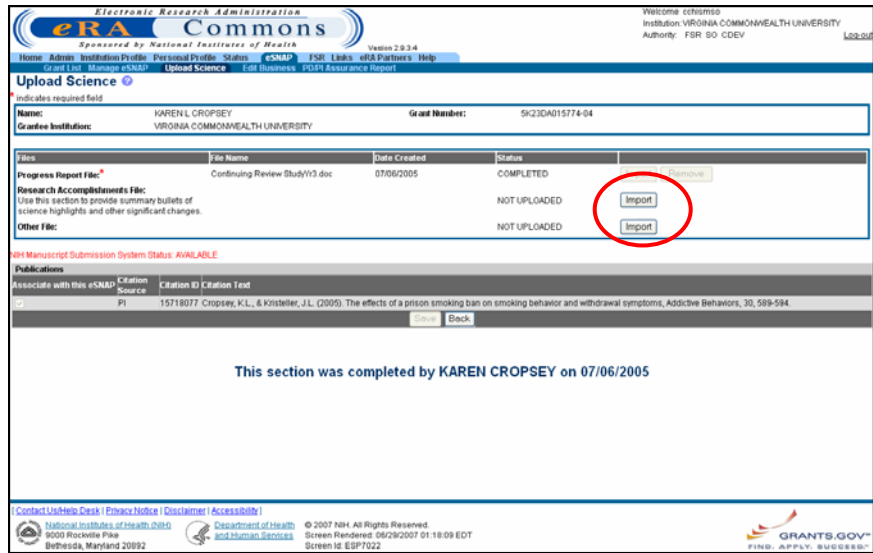 Electronic Research Administration
eRA Commons
Sponsored by National Institutes of Health
Version 2.9.3.4
Welcome cchismso
Institution: VIRGINIA COMMONWEALTH UNIVERSITY
Authority: FSR SO CDEV
Log-out
Home Admin Institution Profile Personal Profile Status eSNAP FSR Links eRA Partners Help
Grant List Manage eSNAP Upload Science Edit Business PD/PI Assurance Report
Upload Science ?
* indicates required field
Name: KAREN L CROPSEY Grant Number: 5K23DA015774-04
Grantee Institution: VIRGINIA COMMONWEALTH UNIVERSITY
Files File Name Date Created Status
Progress Report File:* Continuing Review StudyYr3.doc 07/06/2005 COMPLETED Import Remove
Research Accomplishments File:
Use this section to provide summary bullets of NOT UPLOADED Import
science highlights and other significant changes.
Other File: NOT UPLOADED Import
NIH Manuscript Submission System Status: AVAILABLE
Publications
Associate with this eSNAP Citation Source Citation ID Citation Text
PI 15718077 Cropsey, K.L., & Kristeller, J.L. (2005). The effects of a prison smoking ban on smoking behavior and withdrawal symptoms, Addictive Behaviors, 30, 589-594.
Save Back
This section was completed by KAREN CROPSEY on 07/06/2005
[ Contact Us/Help Desk | Privacy Notice | Disclaimer | Accessibility ]
National Institutes of Health (NIH)
9000 Rockville Pike
Bethesda, Maryland 20892
Department of Health
and Human Services
© 2007 NIH. All Rights Reserved.
Screen Rendered: 06/29/2007 01:18:09 EDT
Screen Id: ESP7022
GRANTS.GOV℠
FIND. APPLY. SUCCEED.℠